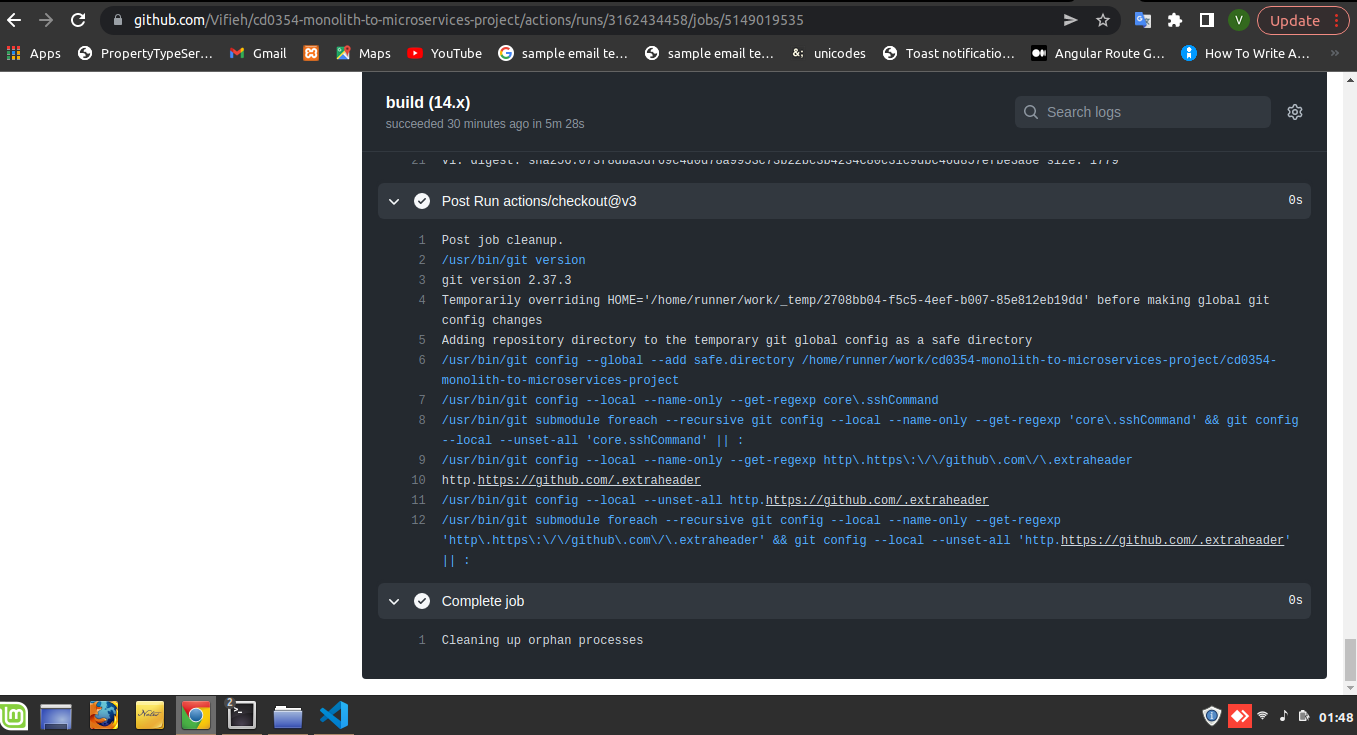 github.com/Vifieh/cd0354-monolith-to-microservices-project/actions/runs/3162434458/jobs/5149019535
V
Update
Apps
PropertyTypeSer...
Gmail
Maps
YouTube
sample email te...
sample email te...
&;
unicodes
Toast notificatio...
Angular Route G...
How To Write A...
»
build (14.x)
succeeded 30 minutes ago in 5m 28s
Search logs
21
Post Run actions/checkout@v3
0s
1 Post job cleanup.
2 /usr/bin/git version
3 git version 2.37.3
4 Temporarily overriding HOME='/home/runner/work/_temp/2708bb04-f5c5-4eef-b007-85e812eb19dd' before making global git
config changes
5 Adding repository directory to the temporary git global config as a safe directory
6 /usr/bin/git config --global --add safe.directory /home/runner/work/cd0354-monolith-to-microservices-project/cd0354-
monolith-to-microservices-project
7 /usr/bin/git config --local --name-only --get-regexp core\.sshCommand
8 /usr/bin/git submodule foreach --recursive git config --local --name-only --get-regexp 'core\.sshCommand' && git config
--local --unset-all 'core.sshCommand' || :
9 /usr/bin/git config --local --name-only --get-regexp http\.https\:\/\/github\.com\/\.extraheader
10 http.https://github.com/.extraheader
11 /usr/bin/git config --local --unset-all http.https://github.com/.extraheader
12 /usr/bin/git submodule foreach --recursive git config --local --name-only --get-regexp
'http\.https\:\/\/github\.com\/\.extraheader' && git config --local --unset-all 'http.https://github.com/.extraheader'
|| :
Complete job
0s
1 Cleaning up orphan processes
2
01:48